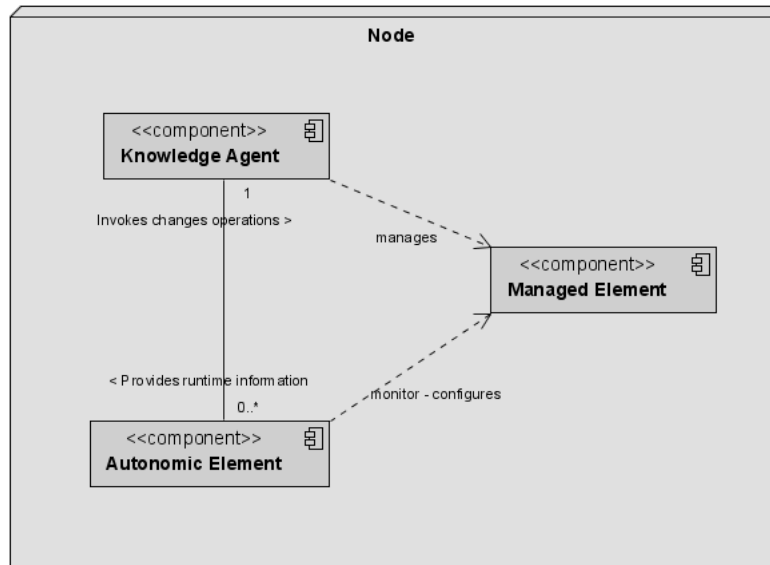 Node
<<component>>
Knowledge Agent
1
Invokes changes operations >
manages
<<component>>
Managed Element
< Provides runtime information
monitor - configures
0..*
<<component>>
Autonomic Element